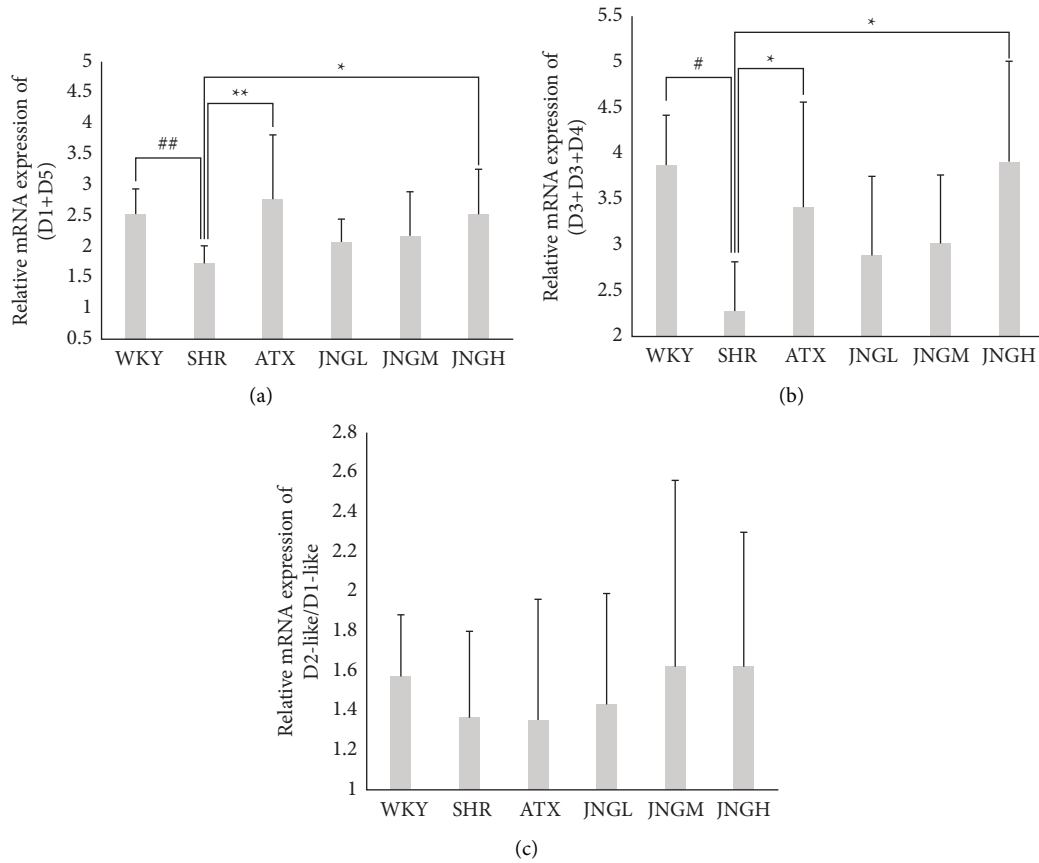 Relative mRNA expression of
(D1+D5)
5
4.5
4
3.5
3
2.5
2
1.5
1
0.5
##
**
*
WKY SHR ATX JNGL JNGM JNGH
(a)
Relative mRNA expression of
(D3+D3+D4)
5.5
5
4.5
4
3.5
3
2.5
2
#
*
*
WKY SHR ATX JNGL JNGM JNGH
(b)
Relative mRNA expression of
D2-like/D1-like
2.8
2.6
2.4
2.2
2
1.8
1.6
1.4
1.2
1
WKY SHR ATX JNGL JNGM JNGH
(c)